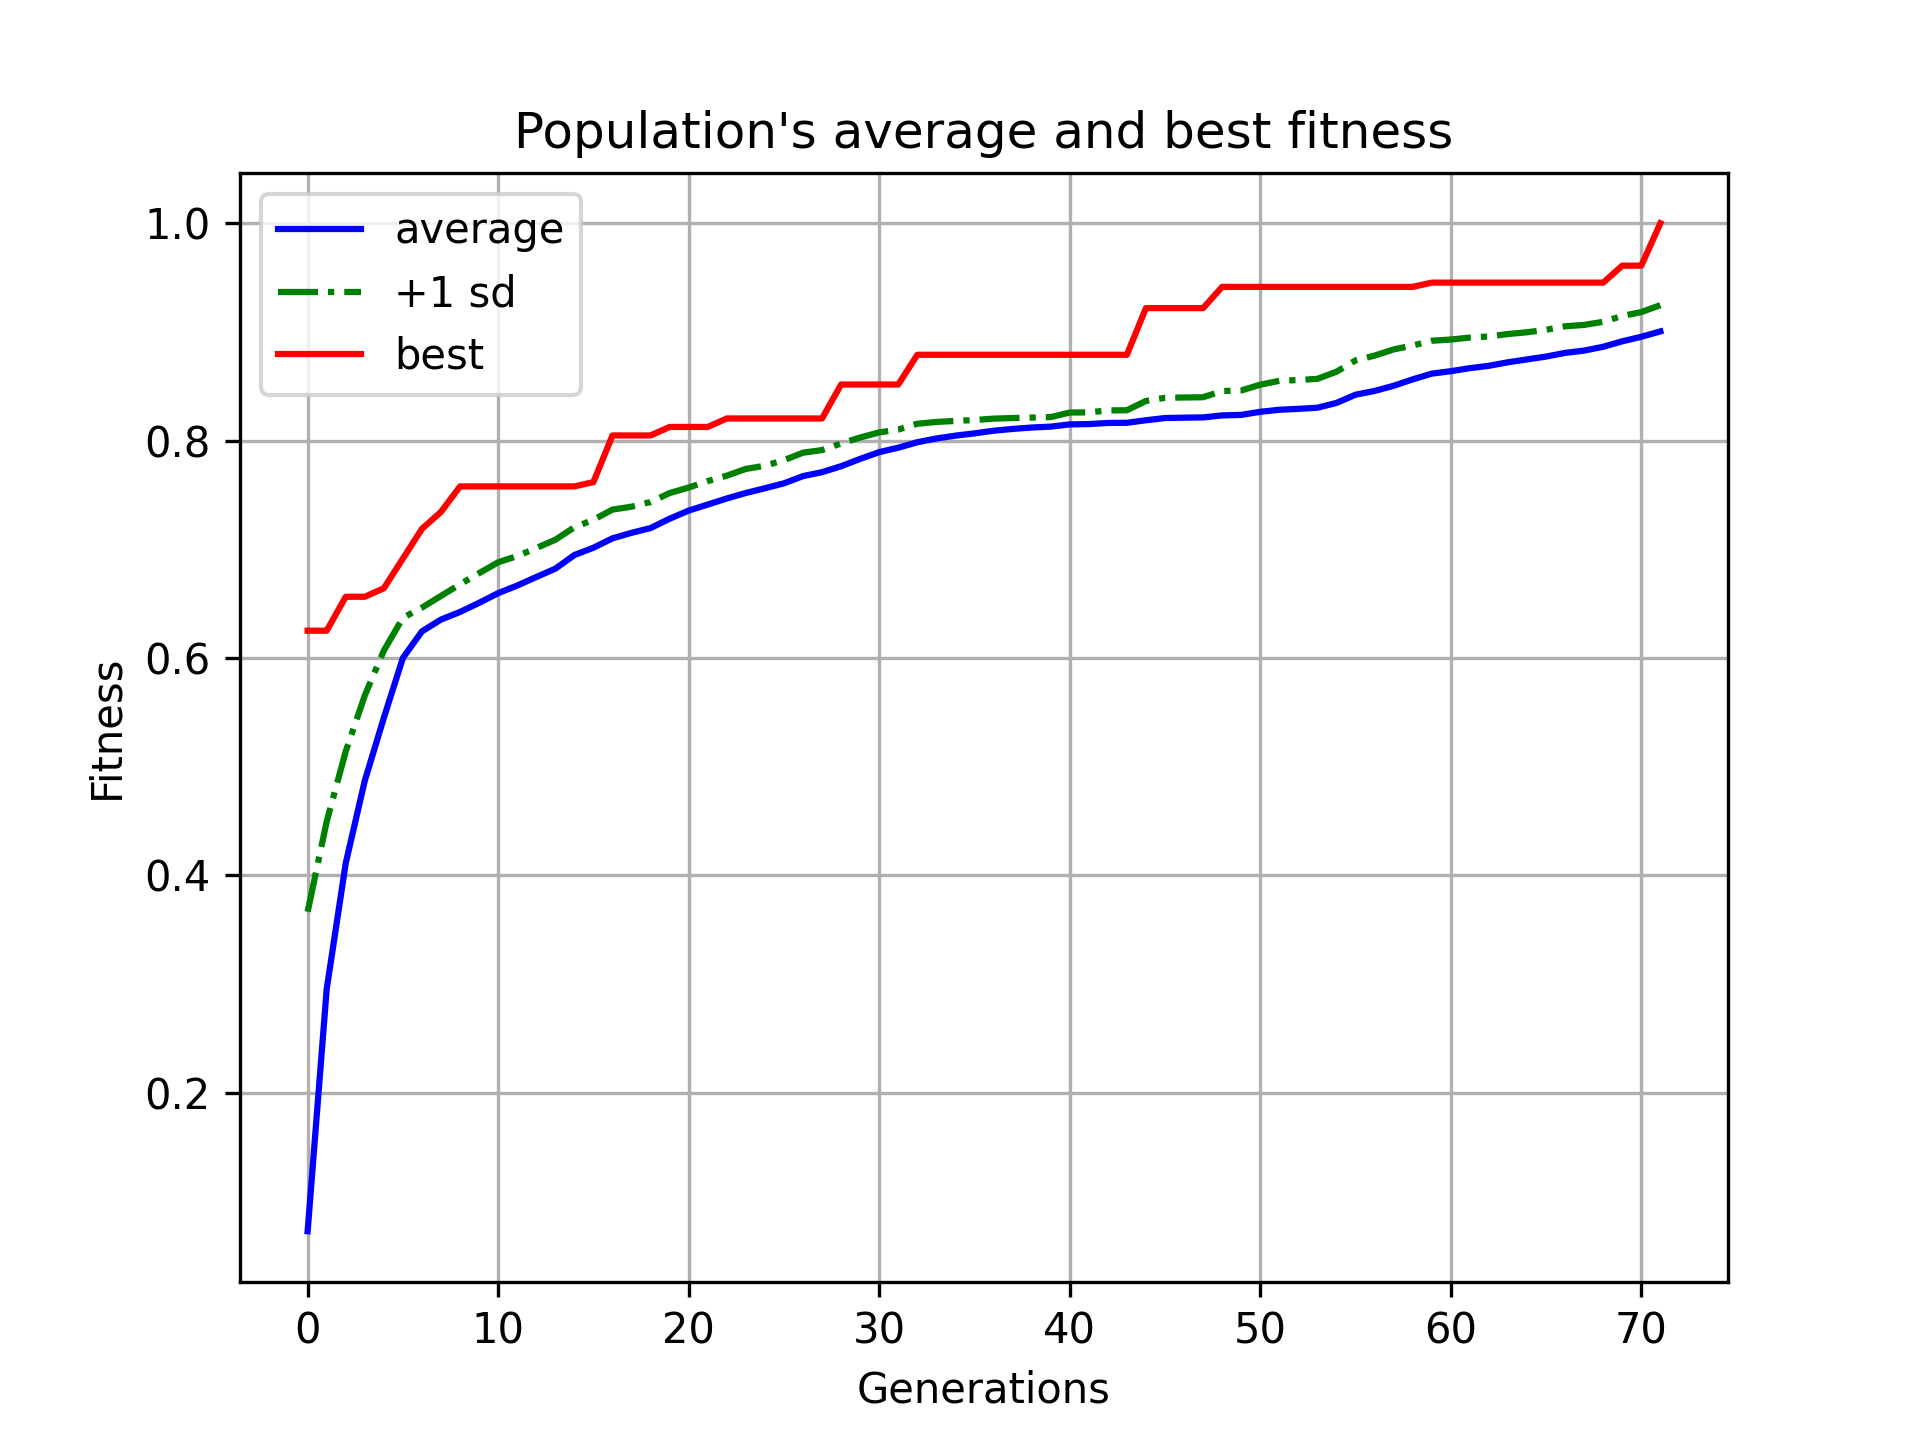 Population's average and best fitness
average
+1 sd
best
1.0
0.8
0.6
0.4
0.2
Fitness
0 10 20 30 40 50 60 70
Generations